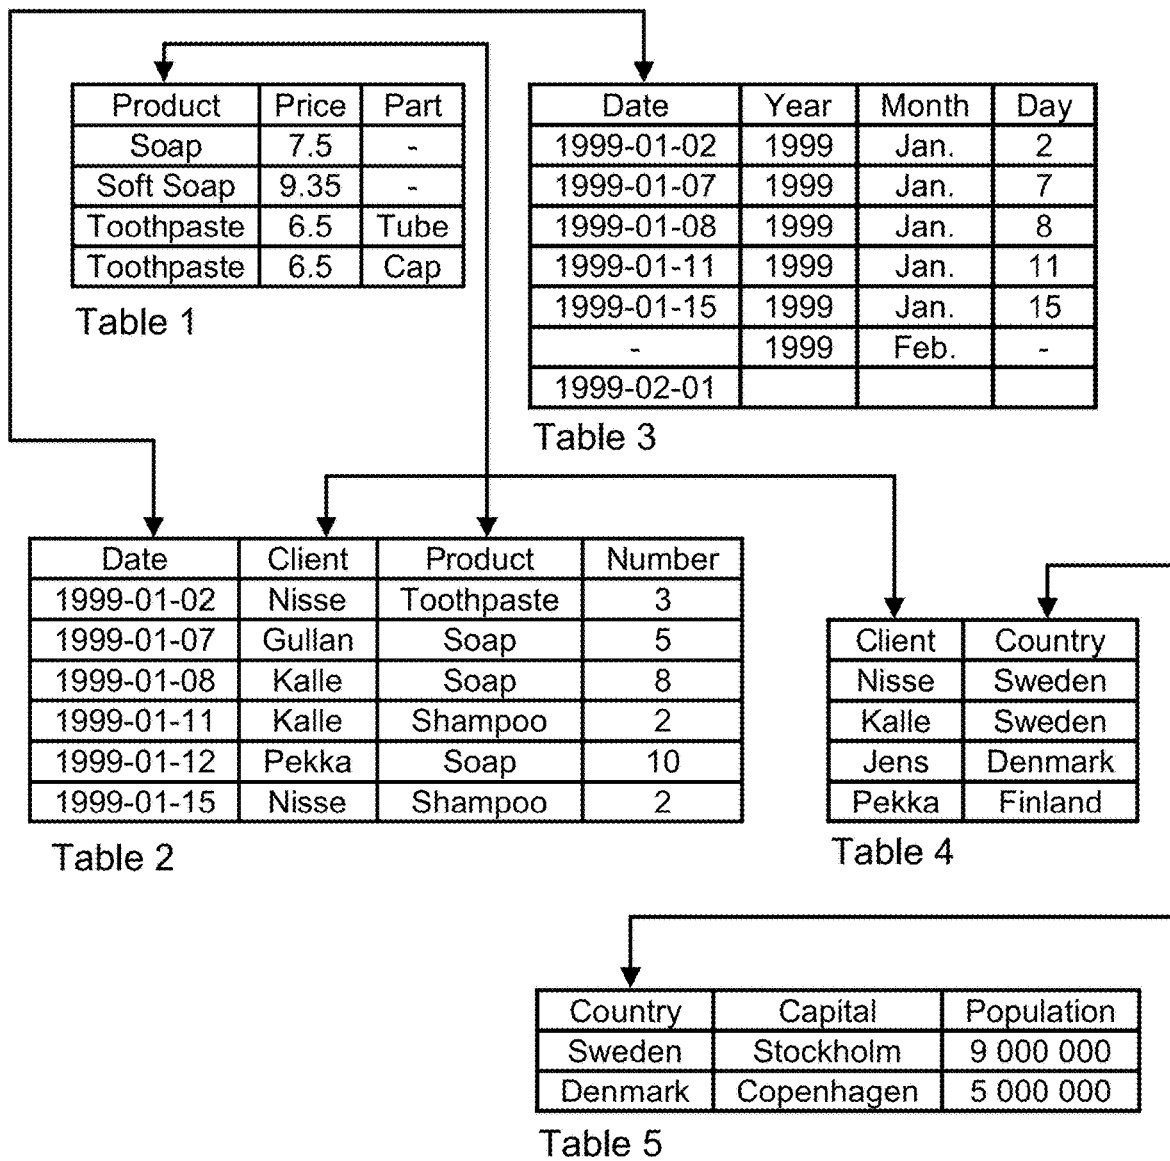 Product Price Part
Soap 7.5 -
Soft Soap 9.35 -
Toothpaste 6.5 Tube
Toothpaste 6.5 Cap
Table 1
Date Year Month Day
1999-01-02 1999 Jan. 2
1999-01-07 1999 Jan. 7
1999-01-08 1999 Jan. 8
1999-01-11 1999 Jan. 11
1999-01-15 1999 Jan. 15
- 1999 Feb. -
1999-02-01
Table 3
Date Client Product Number
1999-01-02 Nisse Toothpaste 3
1999-01-07 Gullan Soap 5
1999-01-08 Kalle Soap 8
1999-01-11 Kalle Shampoo 2
1999-01-12 Pekka Soap 10
1999-01-15 Nisse Shampoo 2
Table 2
Client Country
Nisse Sweden
Kalle Sweden
Jens Denmark
Pekka Finland
Table 4
Country Capital Population
Sweden Stockholm 9 000 000
Denmark Copenhagen 5 000 000
Table 5